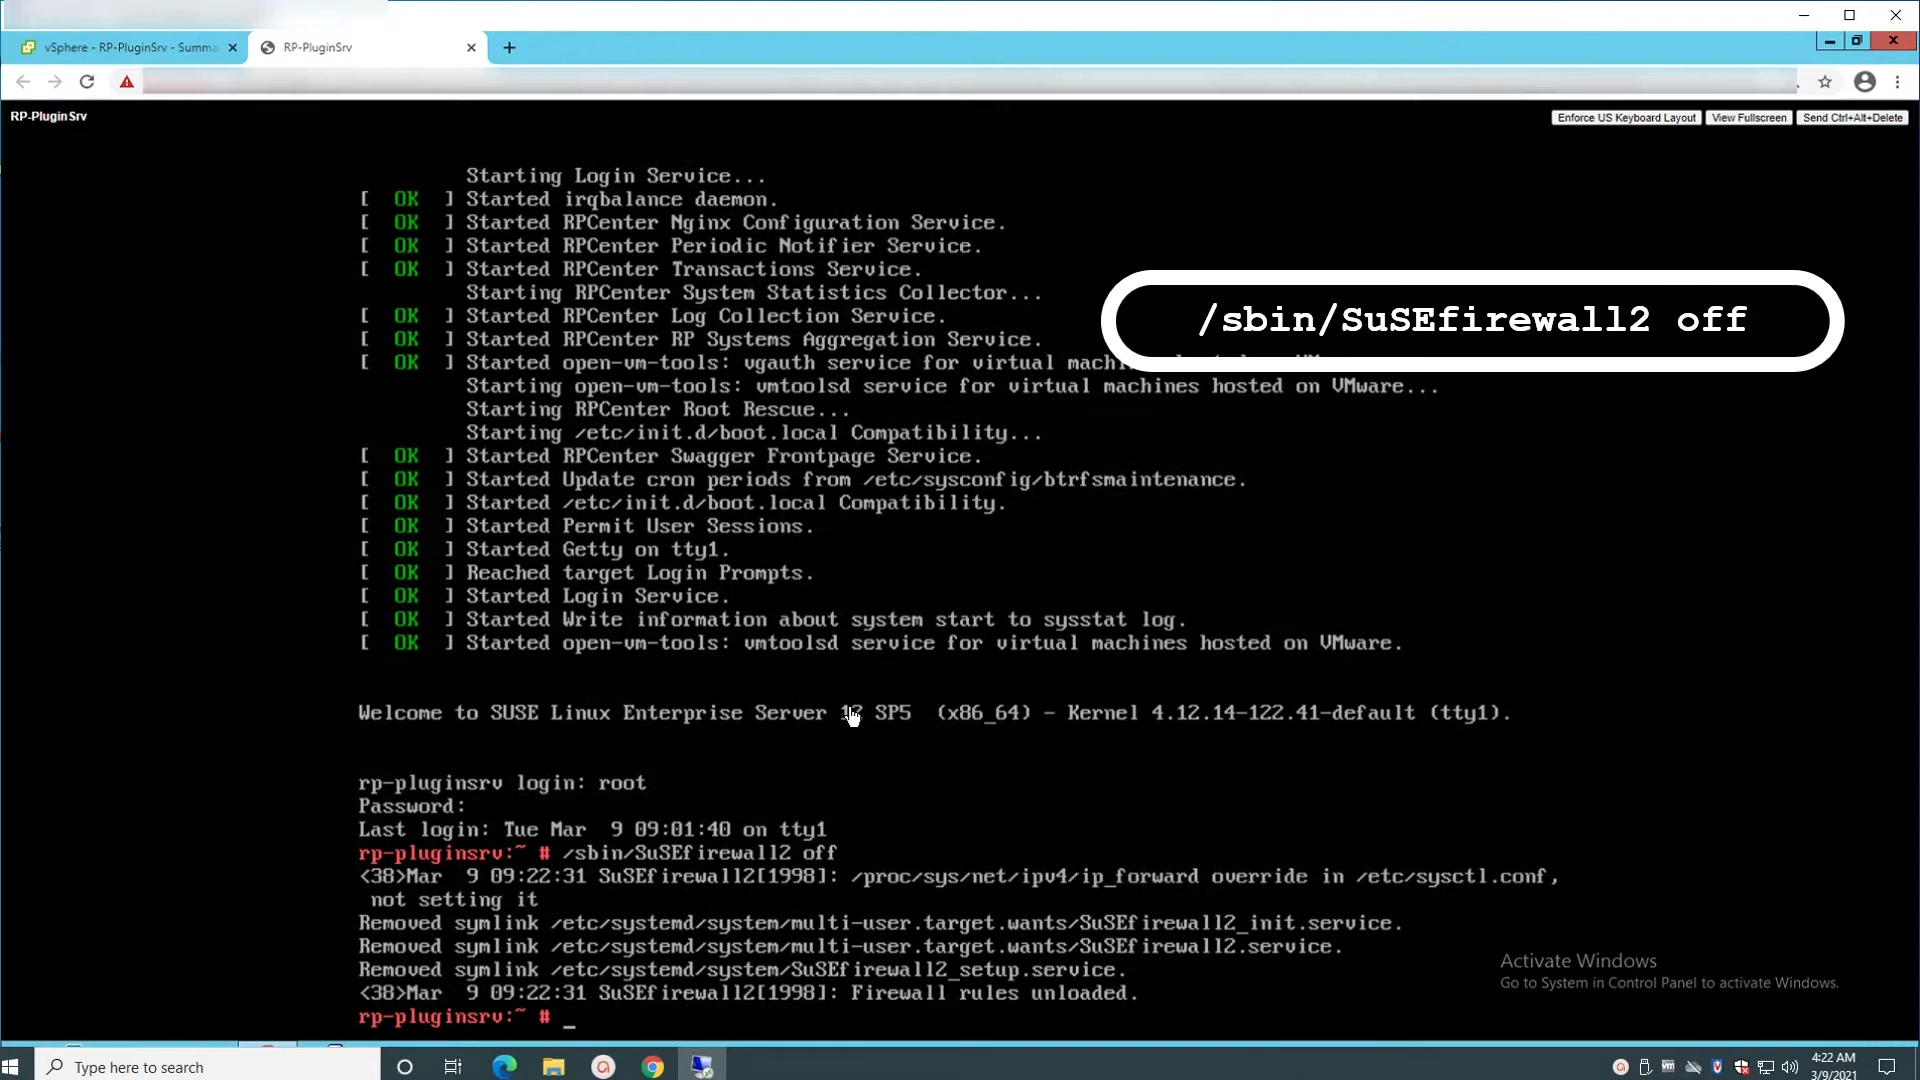 vSphere - RP-PluginSrv - Summa
RP-PluginSrv
RP-PluginSrv
Enforce US Keyboard Layout
View Fullscreen
Send Ctrl+Alt+Delete
Starting Login Service...
[ OK ] Started irqbalance daemon.
[ OK ] Started RPCenter Nginx Configuration Service.
[ OK ] Started RPCenter Periodic Notifier Service.
[ OK ] Started RPCenter Transactions Service.
Starting RPCenter System Statistics Collector...
[ OK ] Started RPCenter Log Collection Service.
[ OK ] Started RPCenter RP Systems Aggregation Service.
[ OK ] Started open-vm-tools: vgauth service for virtual mach
/sbin/SuSEfirewall2 off
Starting open-vm-tools: vmtoolsd service for virtual machines hosted on VMware...
Starting RPCenter Root Rescue...
Starting /etc/init.d/boot.local Compatibility...
[ OK ] Started RPCenter Swagger Frontpage Service.
[ OK ] Started Update cron periods from /etc/sysconfig/btrfsmaintenance.
[ OK ] Started /etc/init.d/boot.local Compatibility.
[ OK ] Started Permit User Sessions.
[ OK ] Started Getty on tty1.
[ OK ] Reached target Login Prompts.
[ OK ] Started Login Service.
[ OK ] Started Write information about system start to sysstat log.
[ OK ] Started open-vm-tools: vmtoolsd service for virtual machines hosted on VMware.
Welcome to SUSE Linux Enterprise Server 12 SP5 (x86_64) - Kernel 4.12.14-122.41-default (tty1).
rp-pluginsrv login: root
Password:
Last login: Tue Mar 9 09:01:40 on tty1
rp-pluginsrv:~ # /sbin/SuSEfirewall2 off
<38>Mar 9 09:22:31 SuSEfirewall2[1998]: /proc/sys/net/ipv4/ip_forward override in /etc/sysctl.conf,
not setting it
Removed symlink /etc/systemd/system/multi-user.target.wants/SuSEfirewall2_init.service.
Removed symlink /etc/systemd/system/multi-user.target.wants/SuSEfirewall2.service.
Removed symlink /etc/systemd/system/SuSEfirewall2_setup.service.
<38>Mar 9 09:22:31 SuSEfirewall2[1998]: Firewall rules unloaded.
rp-pluginsrv:~ # _
Activate Windows
Go to System in Control Panel to activate Windows.
Type here to search
4:22 AM
3/9/2021